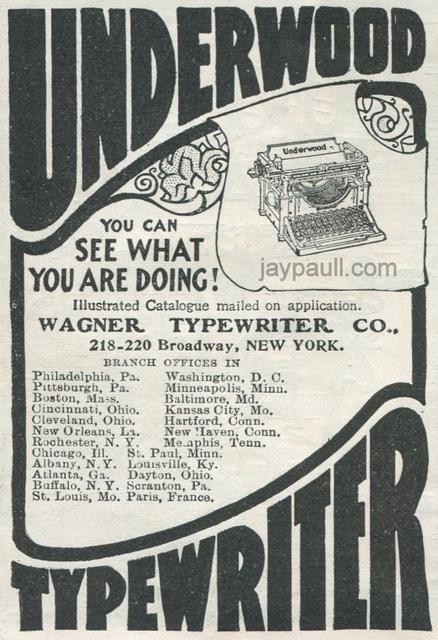 UNDERWOOD
Underwood
YOU CAN
SEE WHAT
YOU ARE DOING!
jaypaull.com
Illustrated Catalogue mailed on application.
WAGNER TYPEWRITER CO.,
218-220 Broadway, NEW YORK.
BRANCH OFFICES IN
Philadelphia, Pa. Washington, D. C.
Pittsburgh, Pa. Minneapolis, Minn.
Boston, Mass. Baltimore, Md.
Cincinnati, Ohio. Kansas City, Mo.
Cleveland, Ohio. Hartford, Conn.
New Orleans, La. New Haven, Conn.
Rochester, N. Y. Memphis, Tenn.
Chicago, Ill. St. Paul, Minn.
Albany, N. Y. Louisville, Ky.
Atlanta, Ga. Dayton, Ohio.
Buffalo, N. Y. Scranton, Pa.
St. Louis, Mo. Paris, France.
TYPEWRITER